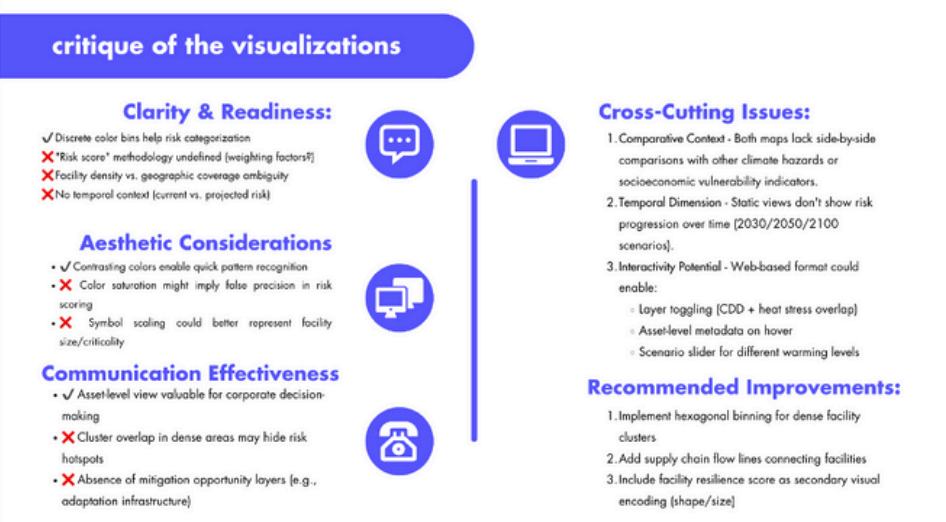 critique of the visualizations
Clarity & Readiness:
✓Discrete color bins help risk categorization
❌"Risk score" methodology undefined (weighting factors?)
❌Facility density vs. geographic coverage ambiguity
❌No temporal context (current vs. projected risk)
Aesthetic Considerations
• ✓Contrasting colors enable quick pattern recognition
• ❌ Color saturation might imply false precision in risk
scoring
• ❌ Symbol scaling could better represent facility
size/criticality
Communication Effectiveness
• ✓Asset-level view valuable for corporate decision-
making
• ❌Cluster overlap in dense areas may hide risk
hotspots
• ❌Absence of mitigation opportunity layers (e.g.,
adaptation infrastructure)
Cross-Cutting Issues:
1. Comparative Context - Both maps lack side-by-side
comparisons with other climate hazards or
socioeconomic vulnerability indicators.
2. Temporal Dimension - Static views don't show risk
progression over time (2030/2050/2100
scenarios).
3. Interactivity Potential - Web-based format could
enable:
◦ Layer toggling (CDD + heat stress overlap)
◦ Asset-level metadata on hover
◦ Scenario slider for different warming levels
Recommended Improvements:
1. Implement hexagonal binning for dense facility
clusters
2. Add supply chain flow lines connecting facilities
3. Include facility resilience score as secondary visual
encoding (shape/size)